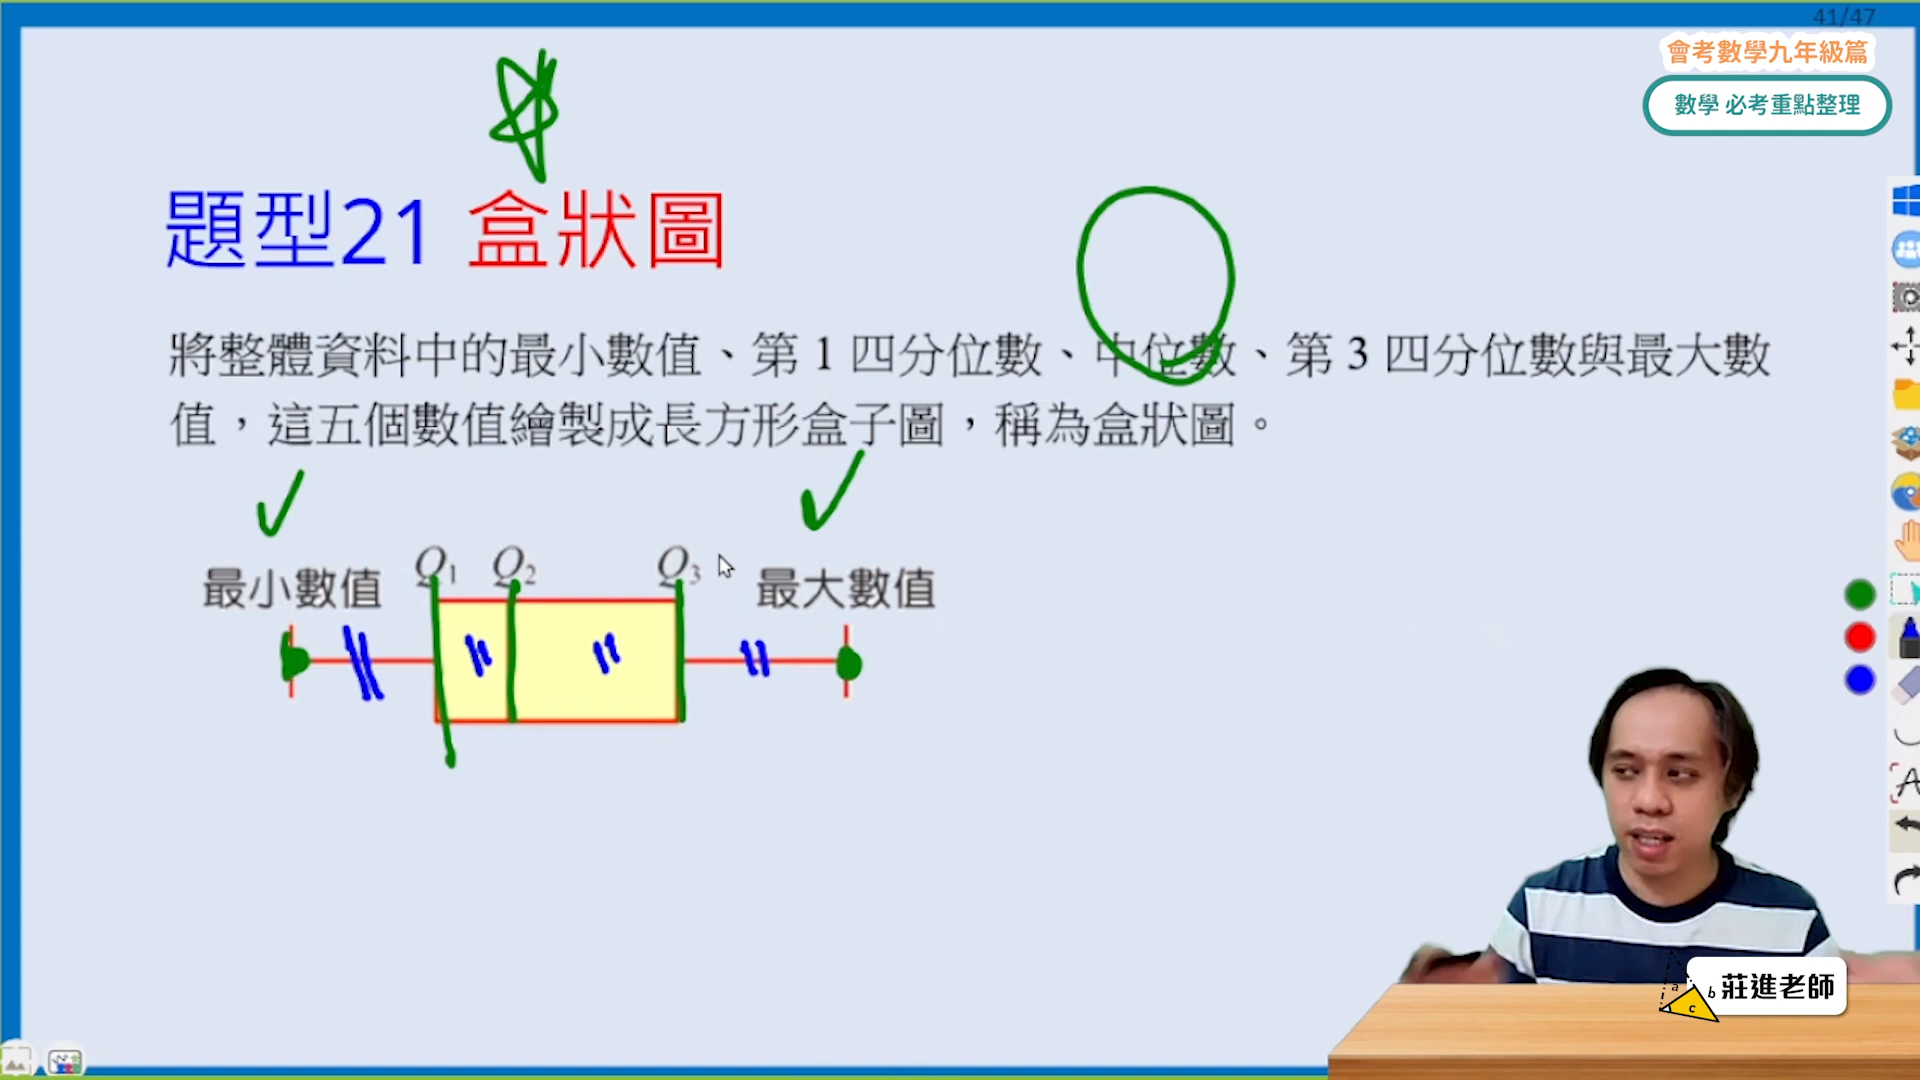 41/47
會考數學九年級篇
數學 必考重點整理
題型21 盒狀圖
將整體資料中的最小數值、第 1 四分位數、中位數、第 3 四分位數與最大數
值，這五個數值繪製成長方形盒子圖，稱為盒狀圖。
最小數值 Q1 Q2 Q3 最大數值
a b c
莊進老師